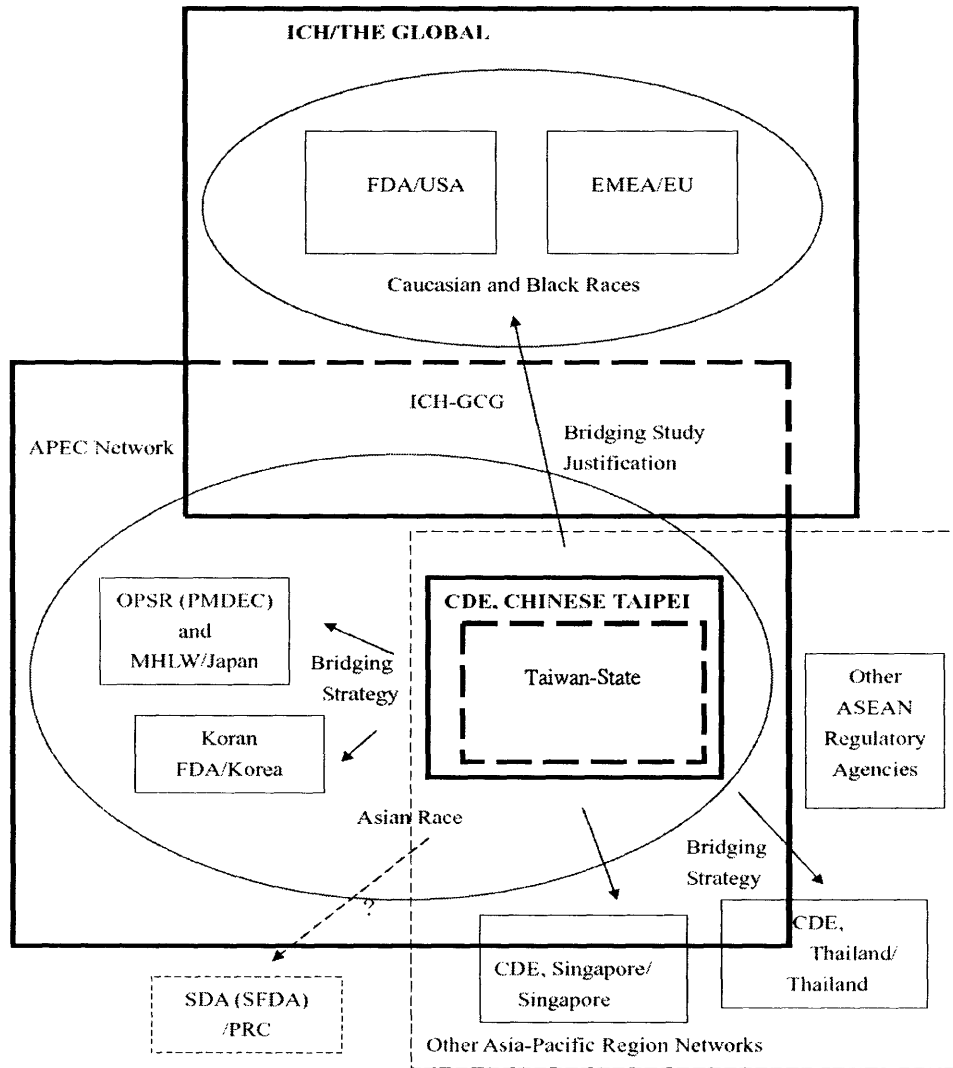 ICH/THE GLOBAL
FDA/USA
EMEA/EU
Caucasian and Black Races
ICH-GCG
APEC Network
Bridging Study
Justification
OPSR (PMDEC)
and
MHLW/Japan
Bridging
Strategy
Koran
FDA/Korea
CDE, CHINESE TAIPEI
Taiwan-State
Other
ASEAN
Regulatory
Agencies
Asian Race
Bridging
Strategy
?
CDE, Singapore/
Singapore
CDE,
Thailand/
Thailand
SDA (SFDA)
/PRC
Other Asia-Pacific Region Networks